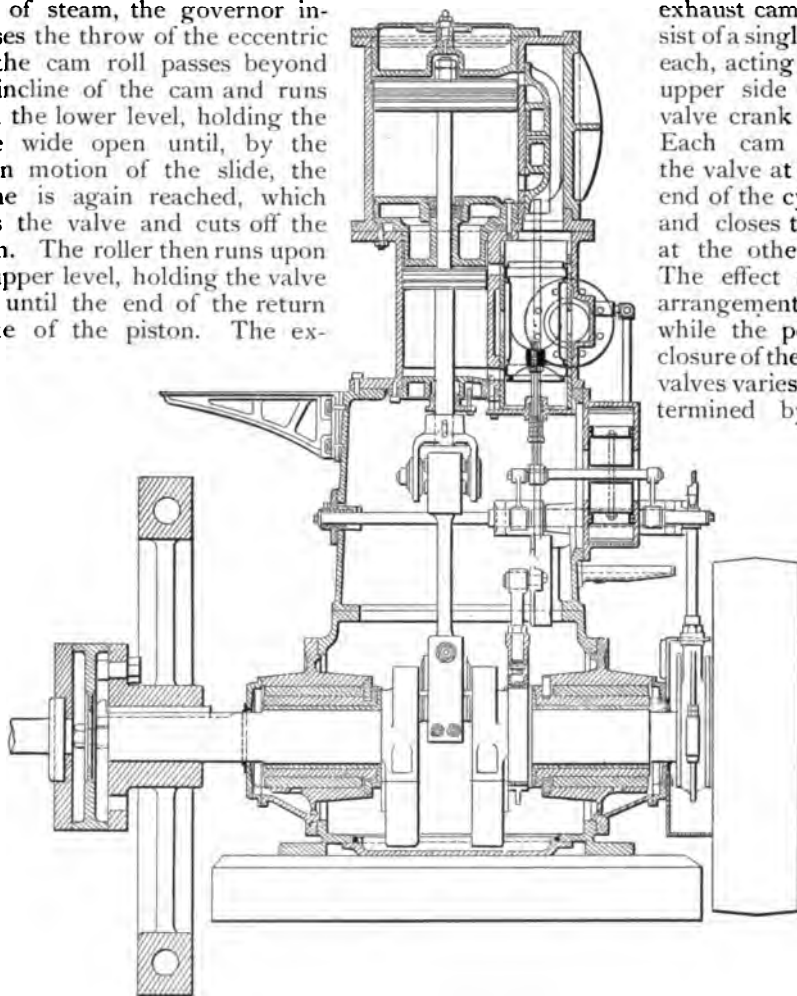 of steam, the governor in-
ses the throw of the eccentric
the cam roll passes beyond
incline of the cam and runs
the lower level, holding the
wide open until, by the
n motion of the slide, the
ne is again reached, which
s the valve and cuts off the
n. The roller then runs upon
upper level, holding the valve
until the end of the return
ke of the piston. The ex-
exhaust cam
sist of a singl
each, acting
upper side
valve crank
Each cam
the valve at
end of the cy
and closes t
at the othe
The effect
arrangement
while the p
closure of the
valves varies
termined by